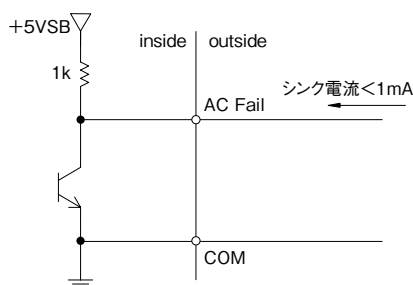 +5VSB
inside
outside
1k
AC Fail
シンク電流<1mA
COM